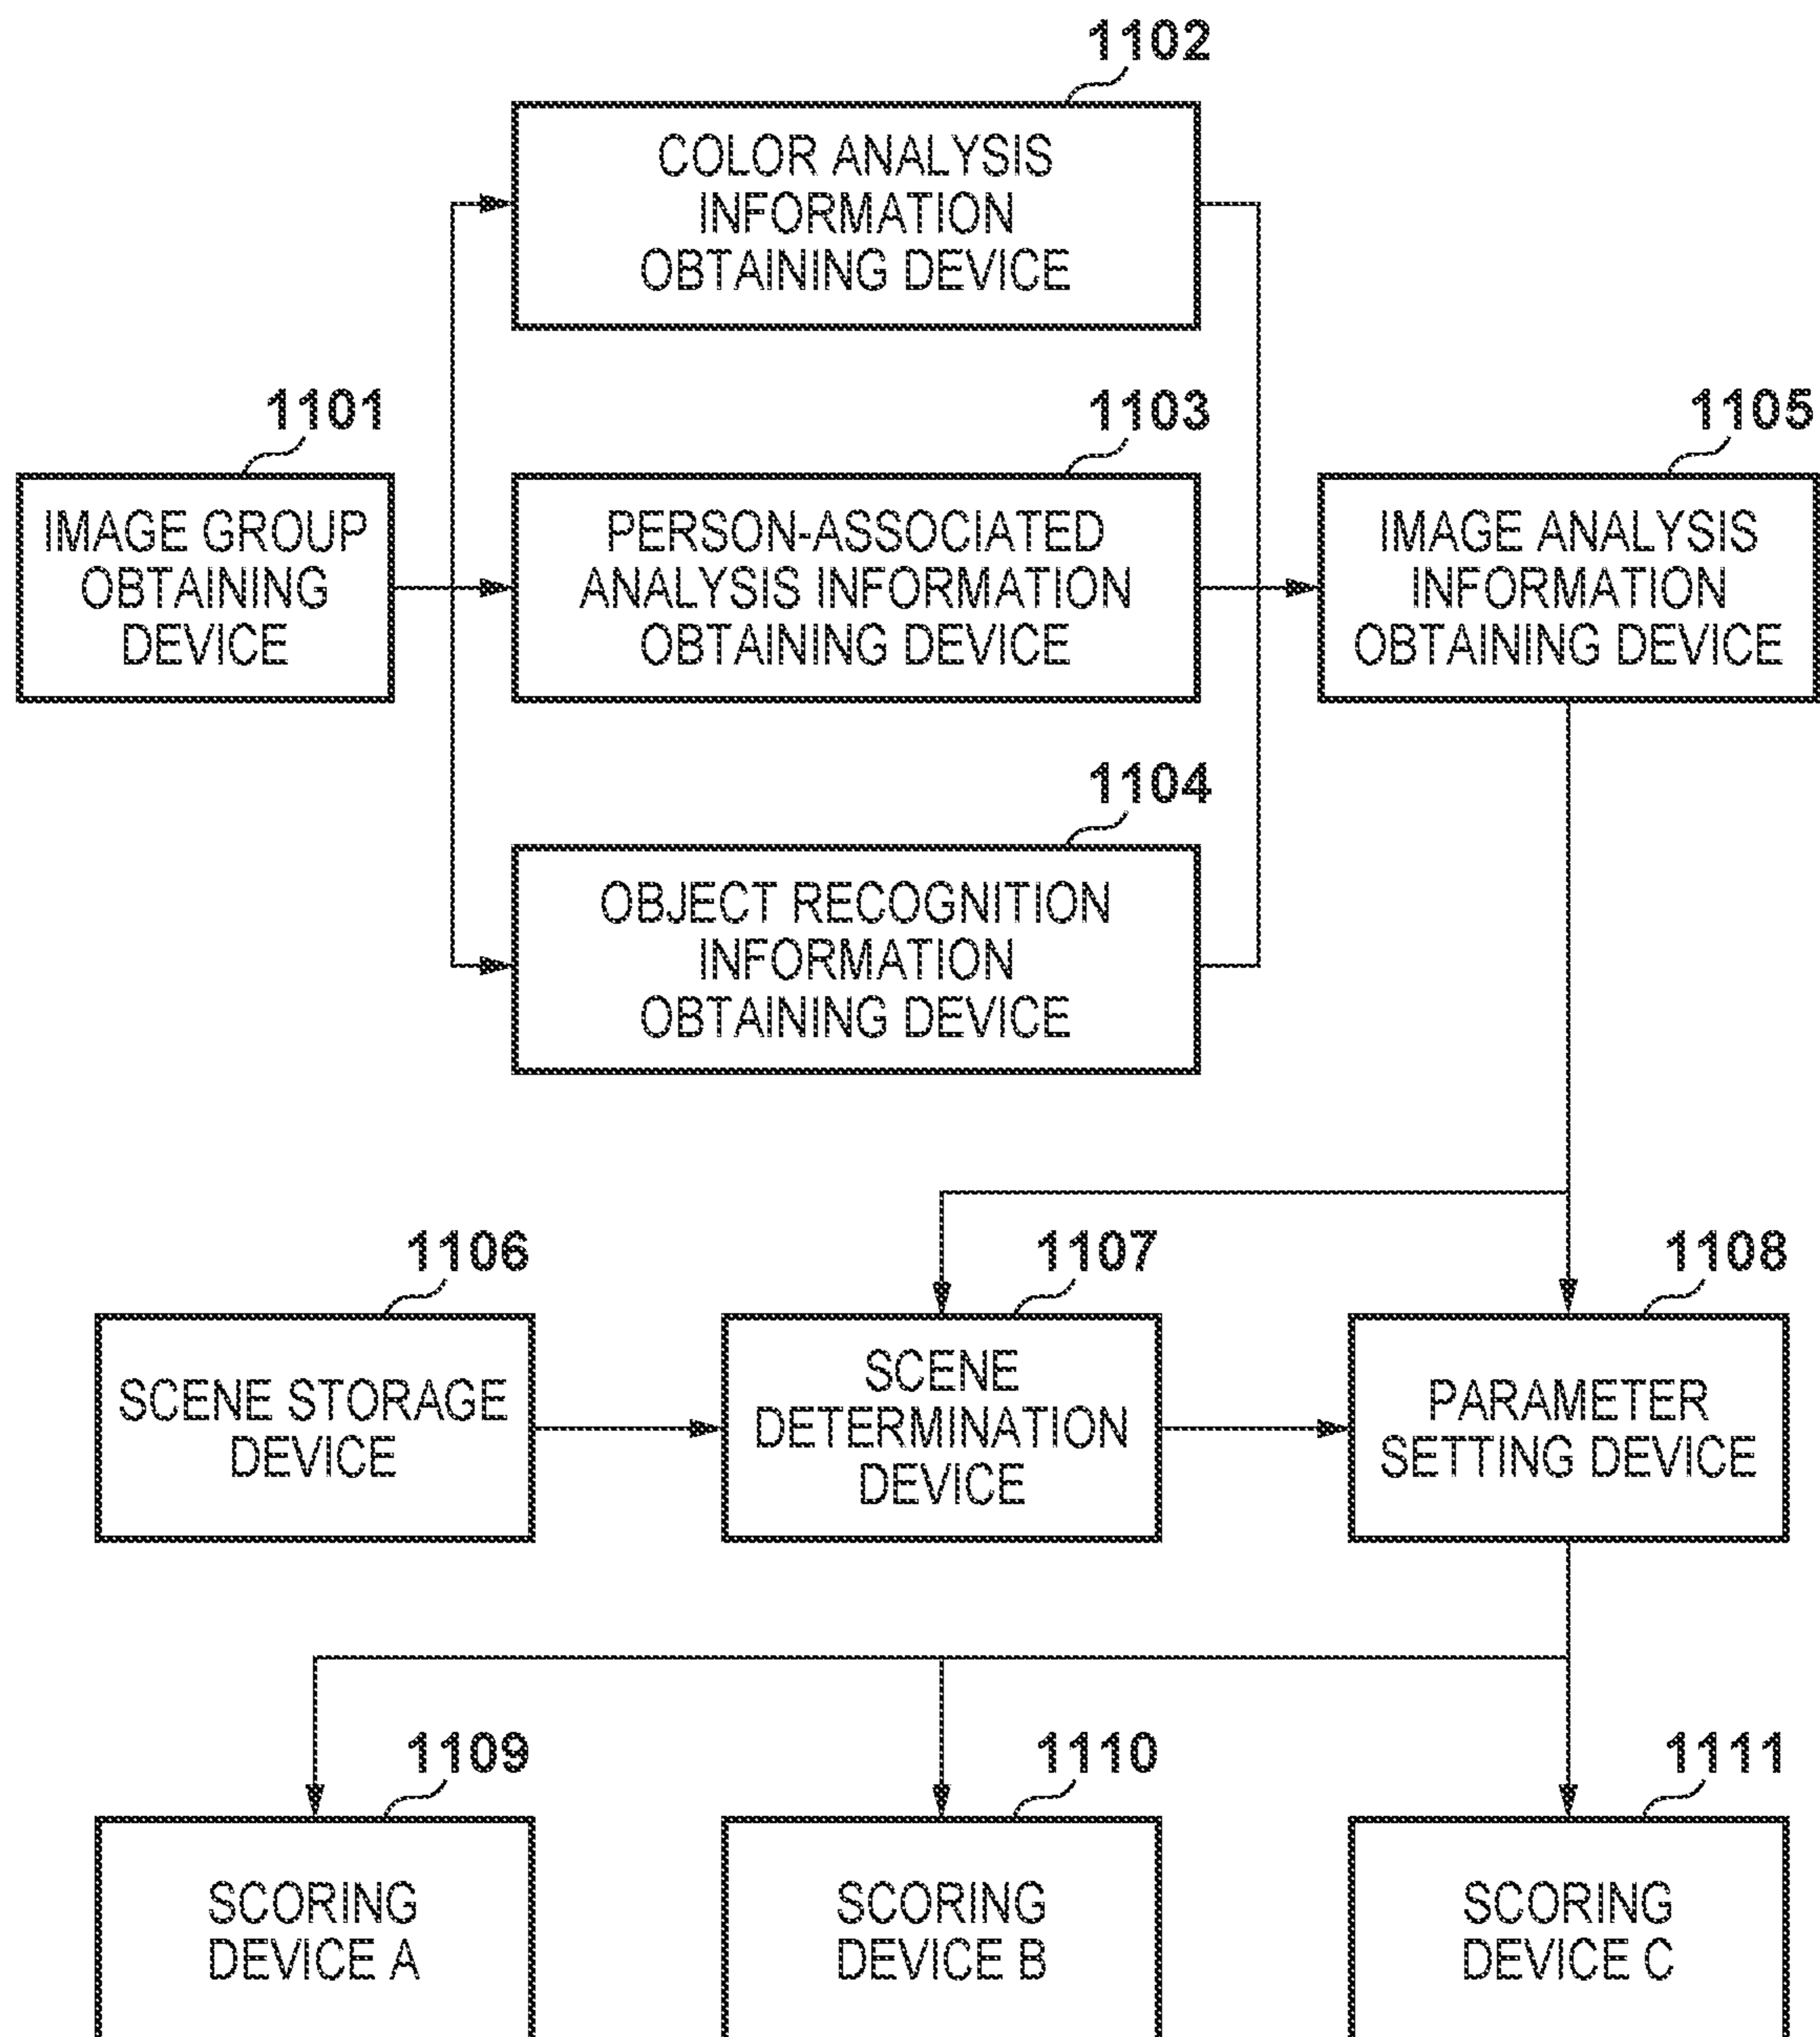 1102
COLOR ANALYSIS
INFORMATION
OBTAINING DEVICE
1101
IMAGE GROUP
OBTAINING
DEVICE
1103
PERSON-ASSOCIATED
ANALYSIS INFORMATION
OBTAINING DEVICE
1105
IMAGE ANALYSIS
INFORMATION
OBTAINING DEVICE
1104
OBJECT RECOGNITION
INFORMATION
OBTAINING DEVICE
1106
SCENE STORAGE
DEVICE
1107
SCENE
DETERMINATION
DEVICE
1108
PARAMETER
SETTING DEVICE
1109
SCORING
DEVICE A
1110
SCORING
DEVICE B
1111
SCORING
DEVICE C